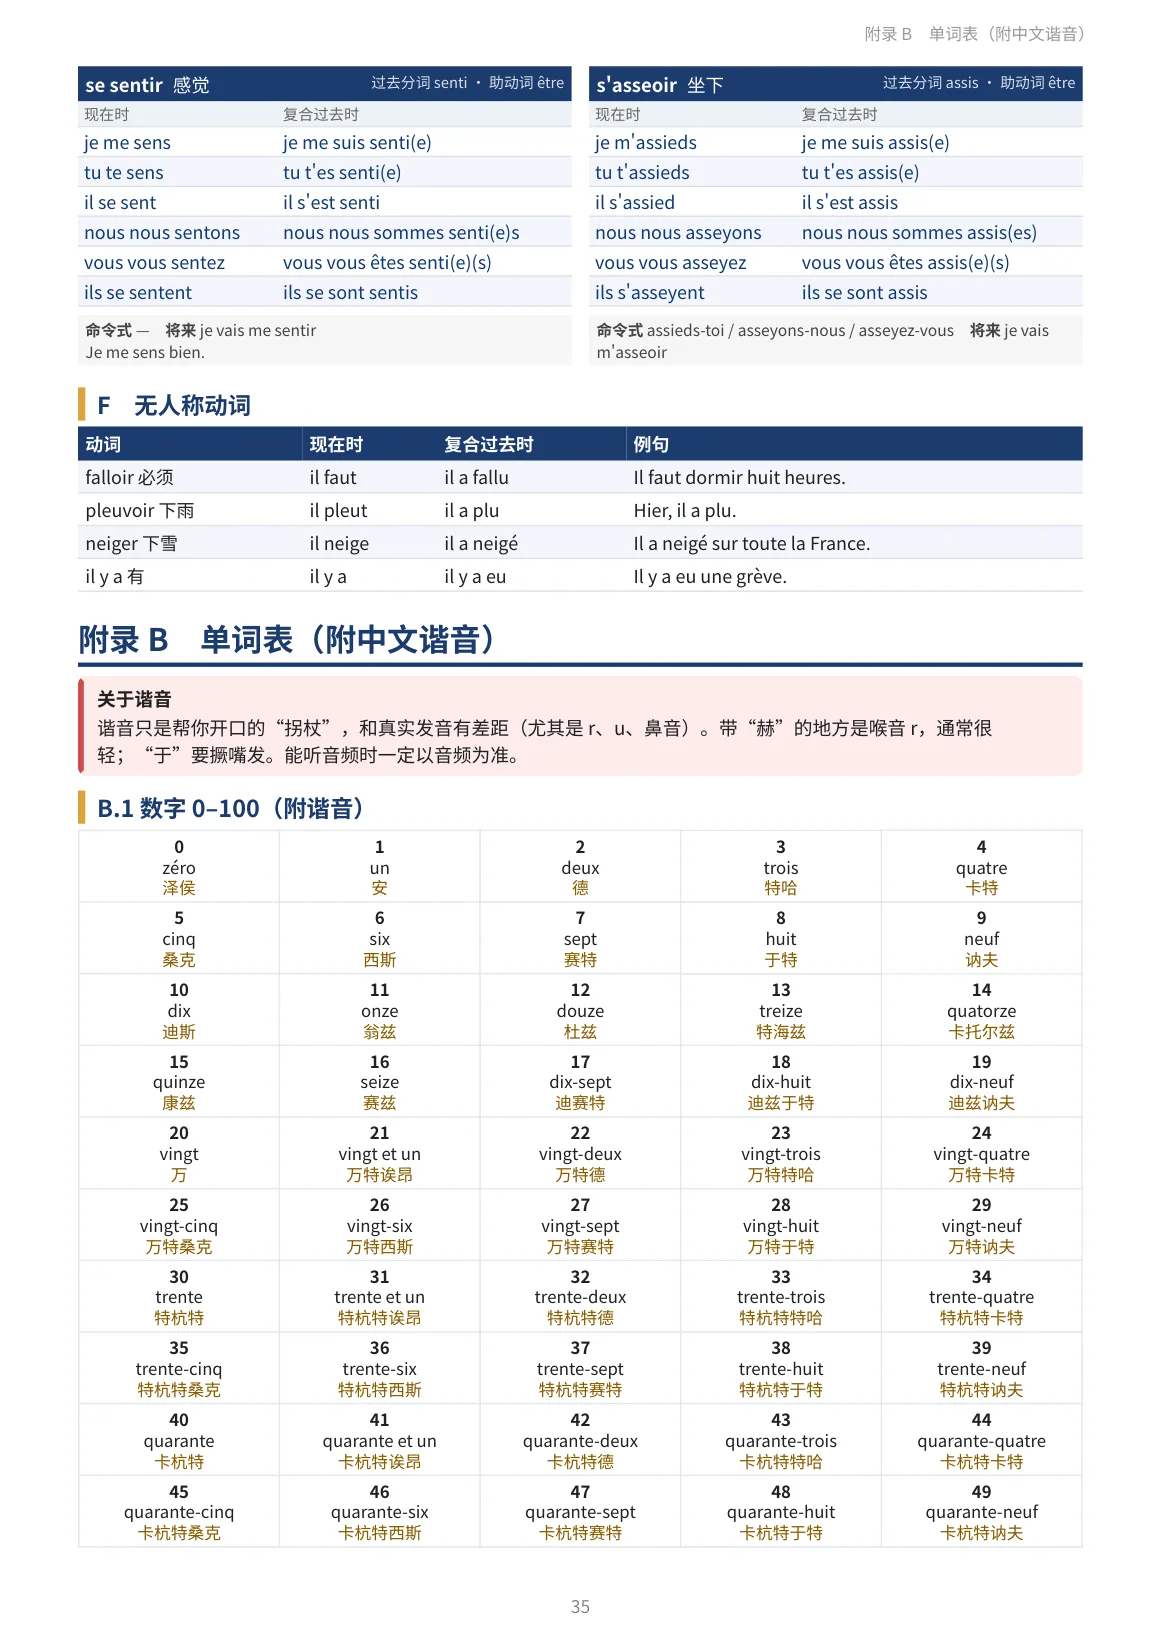 附录 B 单词表（附中文谐音）
se sentir 感觉 过去分词 senti · 助动词 être
现在时 复合过去时
je me sens je me suis senti(e)
tu te sens tu t'es senti(e)
il se sent il s'est senti
nous nous sentons nous nous sommes senti(e)s
vous vous sentez vous vous êtes senti(e)(s)
ils se sentent ils se sont sentis
命令式 — 将来 je vais me sentir
Je me sens bien.
s'asseoir 坐下 过去分词 assis · 助动词 être
现在时 复合过去时
je m'assieds je me suis assis(e)
tu t'assieds tu t'es assis(e)
il s'assied il s'est assis
nous nous asseyons nous nous sommes assis(es)
vous vous asseyez vous vous êtes assis(e)(s)
ils s'asseyent ils se sont assis
命令式 assieds-toi / asseyons-nous / asseyez-vous 将来 je vais
m'asseoir
F 无人称动词
动词 现在时 复合过去时 例句
falloir 必须 il faut il a fallu Il faut dormir huit heures.
pleuvoir 下雨 il pleut il a plu Hier, il a plu.
neiger 下雪 il neige il a neigé Il a neigé sur toute la France.
il y a 有 il y a il y a eu Il y a eu une grève.
附录 B 单词表（附中文谐音）
关于谐音
谐音只是帮你开口的“拐杖”，和真实发音有差距（尤其是 r、u、鼻音）。带“赫”的地方是喉音 r，通常很
轻；“于”要撅嘴发。能听音频时一定以音频为准。
B.1 数字 0–100（附谐音）
0 1 2 3 4
zéro un deux trois quatre
泽侯 安 德 特哈 卡特
5 6 7 8 9
cinq six sept huit neuf
桑克 西斯 赛特 于特 讷夫
10 11 12 13 14
dix onze douze treize quatorze
迪斯 翁兹 杜兹 特海兹 卡托尔兹
15 16 17 18 19
quinze seize dix-sept dix-huit dix-neuf
康兹 赛兹 迪赛特 迪兹于特 迪兹讷夫
20 21 22 23 24
vingt vingt et un vingt-deux vingt-trois vingt-quatre
万 万特诶昂 万特德 万特特哈 万特卡特
25 26 27 28 29
vingt-cinq vingt-six vingt-sept vingt-huit vingt-neuf
万特桑克 万特西斯 万特赛特 万特于特 万特讷夫
30 31 32 33 34
trente trente et un trente-deux trente-trois trente-quatre
特杭特 特杭特诶昂 特杭特德 特杭特特哈 特杭特卡特
35 36 37 38 39
trente-cinq trente-six trente-sept trente-huit trente-neuf
特杭特桑克 特杭特西斯 特杭特赛特 特杭特于特 特杭特讷夫
40 41 42 43 44
quarante quarante et un quarante-deux quarante-trois quarante-quatre
卡杭特 卡杭特诶昂 卡杭特德 卡杭特特哈 卡杭特卡特
45 46 47 48 49
quarante-cinq quarante-six quarante-sept quarante-huit quarante-neuf
卡杭特桑克 卡杭特西斯 卡杭特赛特 卡杭特于特 卡杭特讷夫
35